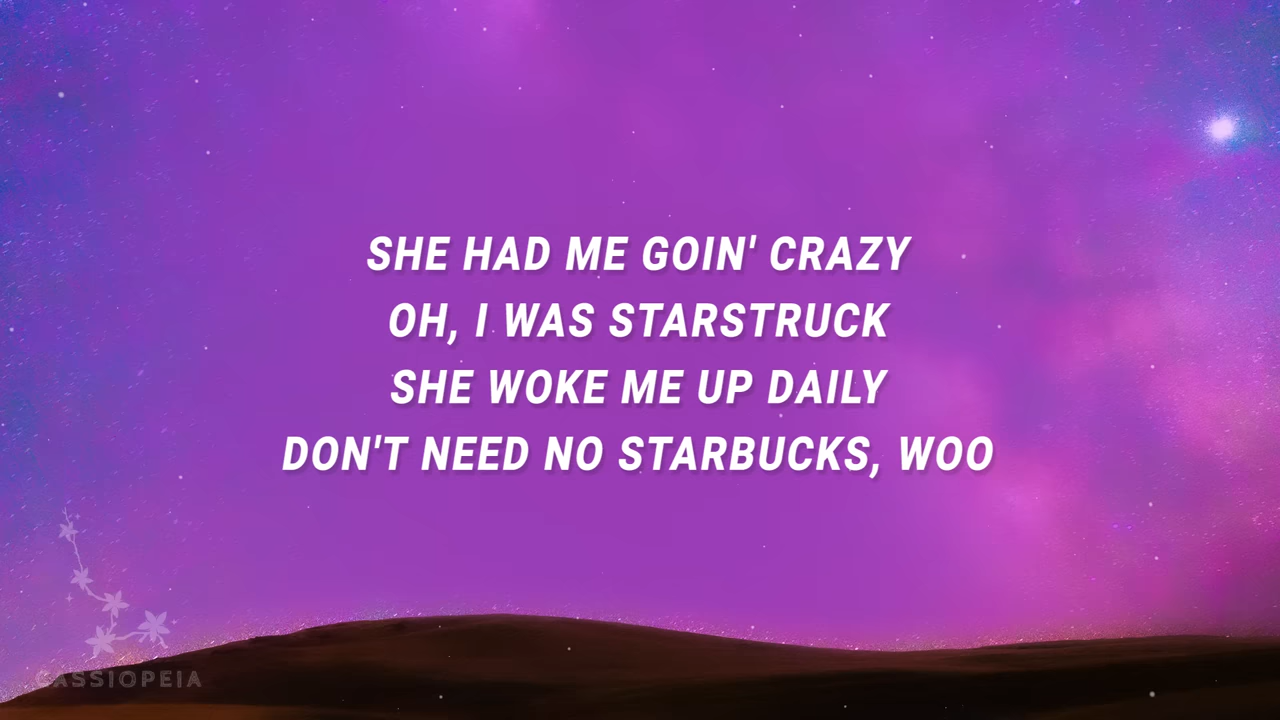 SHE HAD ME GOIN' CRAZY
OH, I WAS STARSTRUCK
SHE WOKE ME UP DAILY
DON'T NEED NO STARBUCKS, WOO
CASSIOPEIA